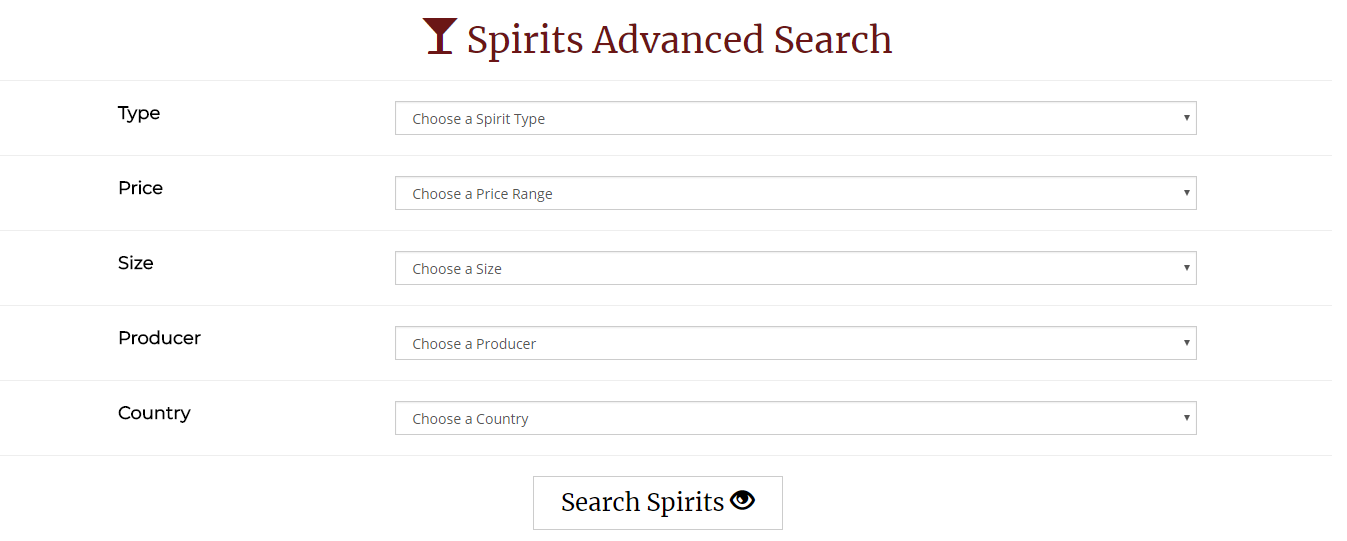 Spirits Advanced Search
Type
Choose a Spirit Type
Price
Choose a Price Range
Size
Choose a Size
Producer
Choose a Producer
Country
Choose a Country
Search Spirits